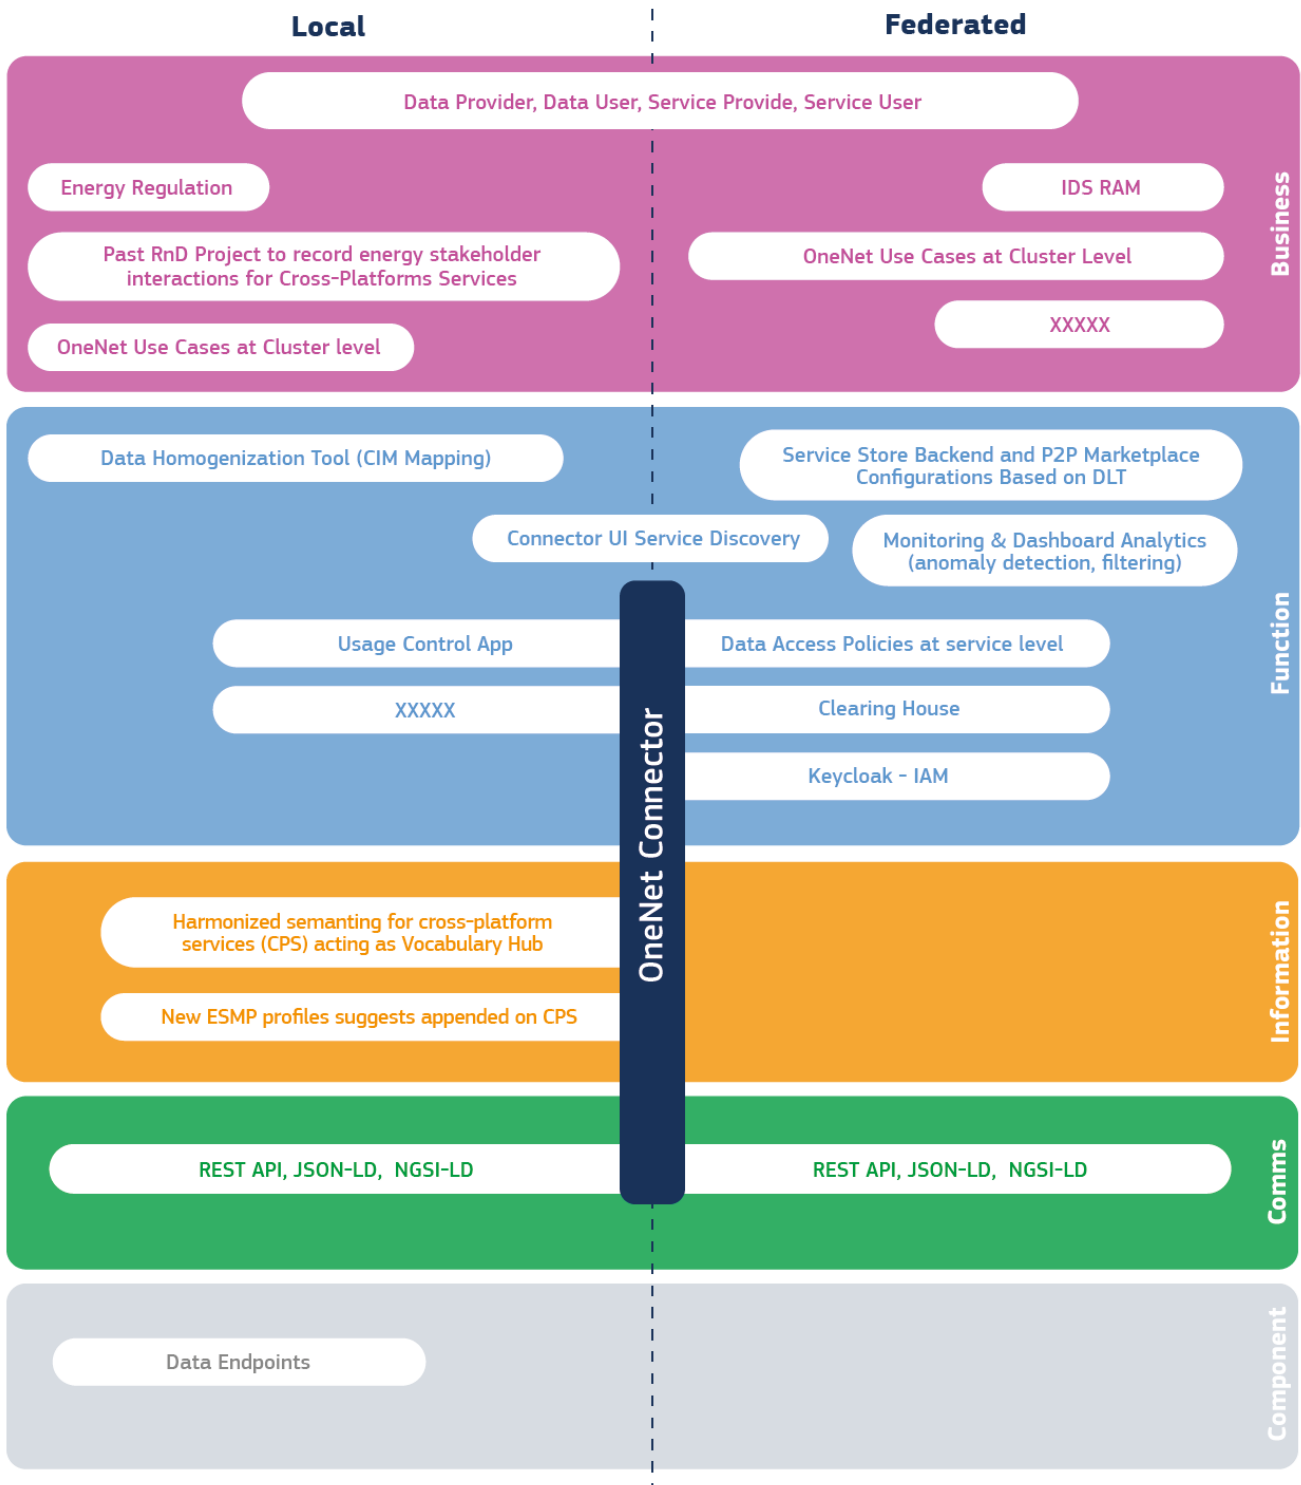 Local
Federated
Data Provider, Data User, Service Provide, Service User
Energy Regulation
IDS RAM
Past RnD Project to record energy stakeholder
interactions for Cross-Platforms Services
OneNet Use Cases at Cluster Level
XXXXX
OneNet Use Cases at Cluster level
Business
Data Homogenization Tool (CIM Mapping)
Service Store Backend and P2P Marketplace
Configurations Based on DLT
Connector UI Service Discovery
Monitoring & Dashboard Analytics
(anomaly detection, filtering)
Usage Control App
Data Access Policies at service level
XXXXX
Clearing House
Keycloak - IAM
Function
OneNet Connector
Harmonized semanting for cross-platform
services (CPS) acting as Vocabulary Hub
New ESMP profiles suggests appended on CPS
Information
REST API, JSON-LD, NGSI-LD
REST API, JSON-LD, NGSI-LD
Comms
Data Endpoints
Component